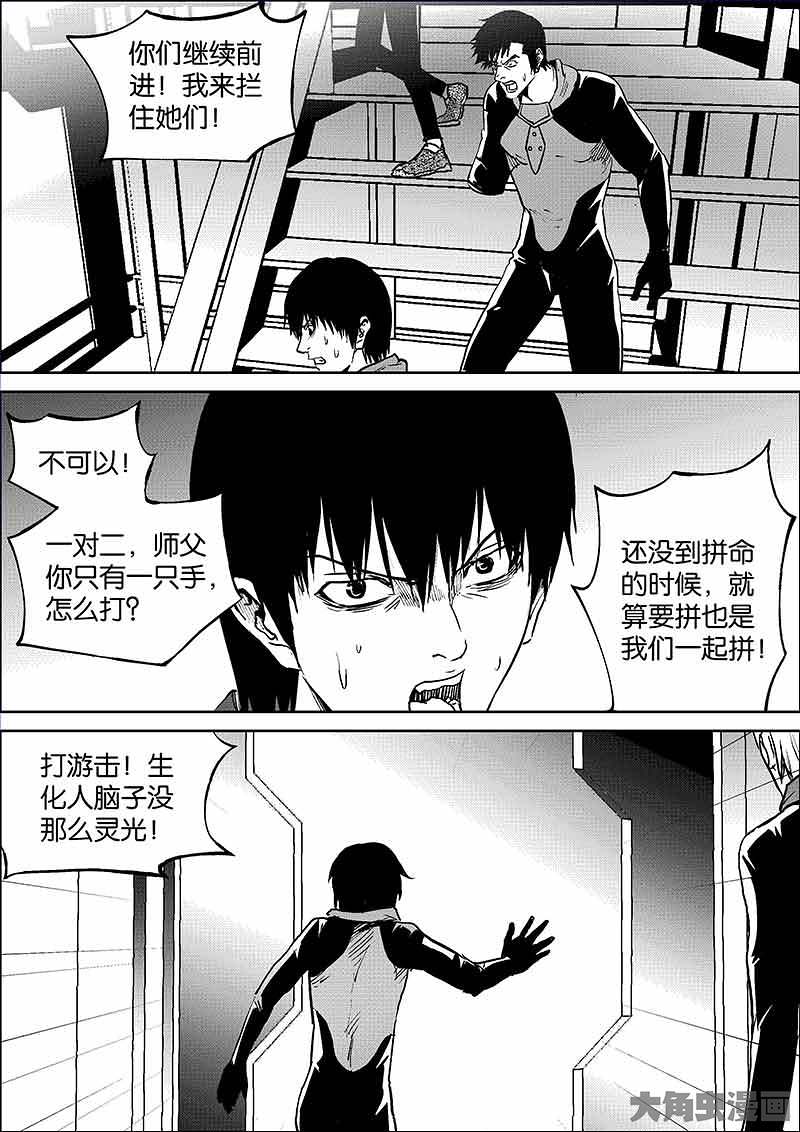 你们继续前
进！我来拦
住她们！
不可以！
一对二，师父
你只有一只手，
怎么打？
还没到拼命
的时候，就
算要拼也是
我们一起拼！
打游击！生
化人脑子没
那么灵光！
大角虫漫画